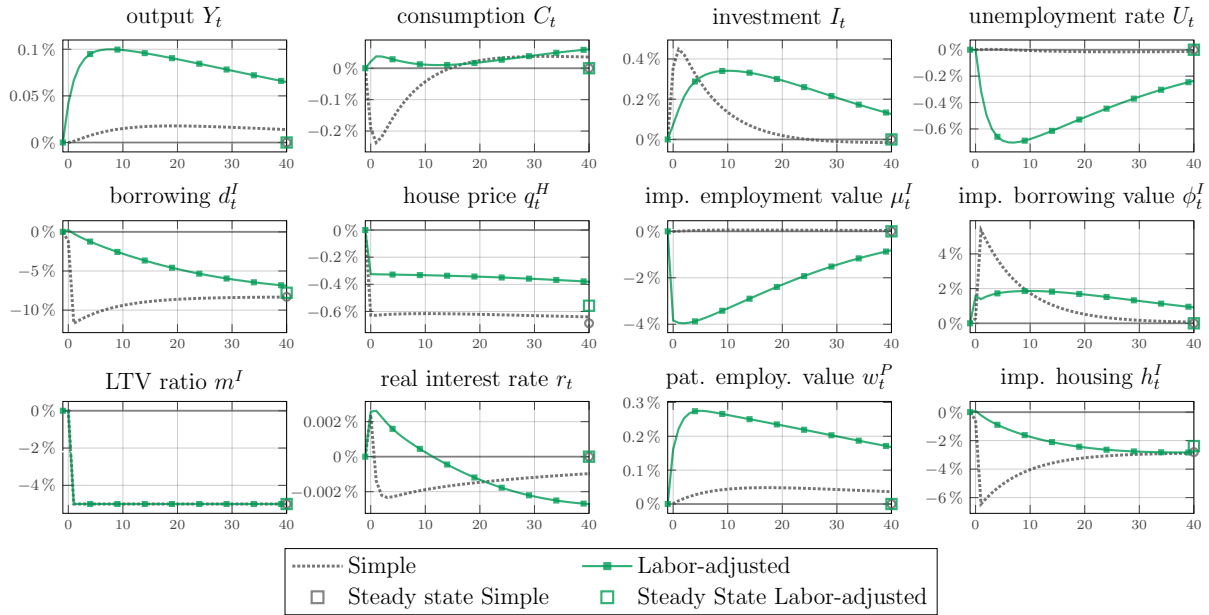 output Y_t
consumption C_t
investment I_t
unemployment rate U_t
0.1 %
0.05 %
0 %
0 10 20 30 40
0 %
−0.1 %
−0.2 %
0 10 20 30 40
0.4 %
0.2 %
0 %
0 10 20 30 40
0 %
−0.2 %
−0.4 %
−0.6 %
0 10 20 30 40
borrowing d_t^I
house price q_t^H
imp. employment value μ_t^I
imp. borrowing value ϕ_t^I
0 %
−5 %
−10 %
0 10 20 30 40
0 %
−0.2 %
−0.4 %
−0.6 %
0 10 20 30 40
0 %
−2 %
−4 %
0 10 20 30 40
4 %
2 %
0 %
0 10 20 30 40
LTV ratio m^I
real interest rate r_t
pat. employ. value w_t^P
imp. housing h_t^I
0 %
−2 %
−4 %
0 10 20 30 40
0.002 %
0 %
−0.002 %
0 10 20 30 40
0.3 %
0.2 %
0.1 %
0 %
0 10 20 30 40
0 %
−2 %
−4 %
−6 %
0 10 20 30 40
Simple
Labor-adjusted
Steady state Simple
Steady State Labor-adjusted